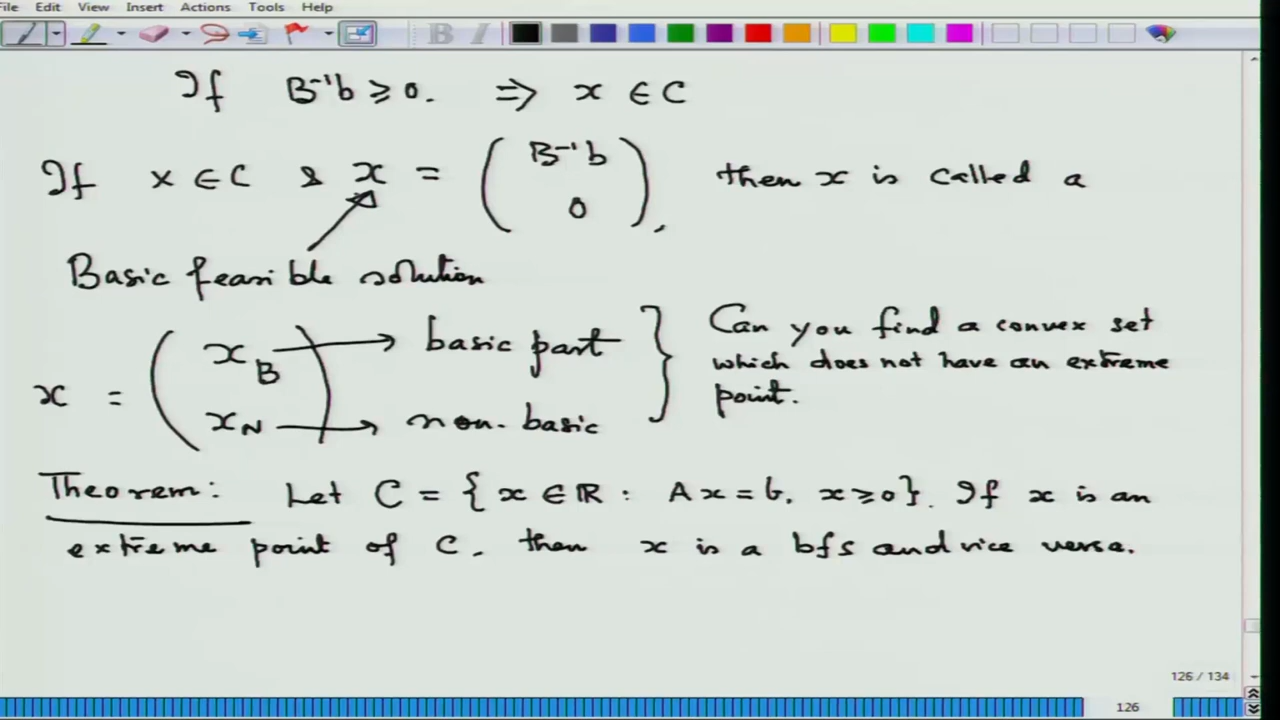 File Edit View Insert Actions Tools Help
If B⁻¹b ≥ 0. ⇒ x ∈ C
If x ∈ C & x = (B⁻¹b 0), then x is called a
Basic feasible solution
x = (x_B x_N) → basic part → non-basic
Can you find a convex set
which does not have an extreme
point.
Theorem: Let C = {x ∈ ℝ : Ax = b, x ≥ 0}. If x is an
extreme point of C, then x is a bfs and vice versa.
126 / 134
126